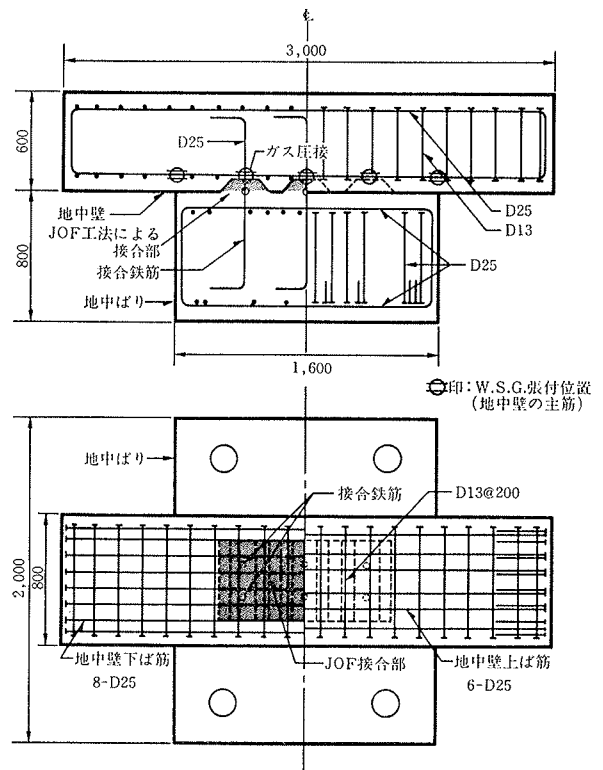 ℄
3,000
600
800
D25
ガス圧接
地中壁
JOF工法による
接合部
接合鉄筋
地中ばり
D25
D13
D25
1,600
印：W.S.G.張付位置
(地中壁の主筋)
地中ばり
接合鉄筋
D13@200
2,000
800
地中壁下ば筋
8-D25
JOF接合部
地中壁上ば筋
6-D25